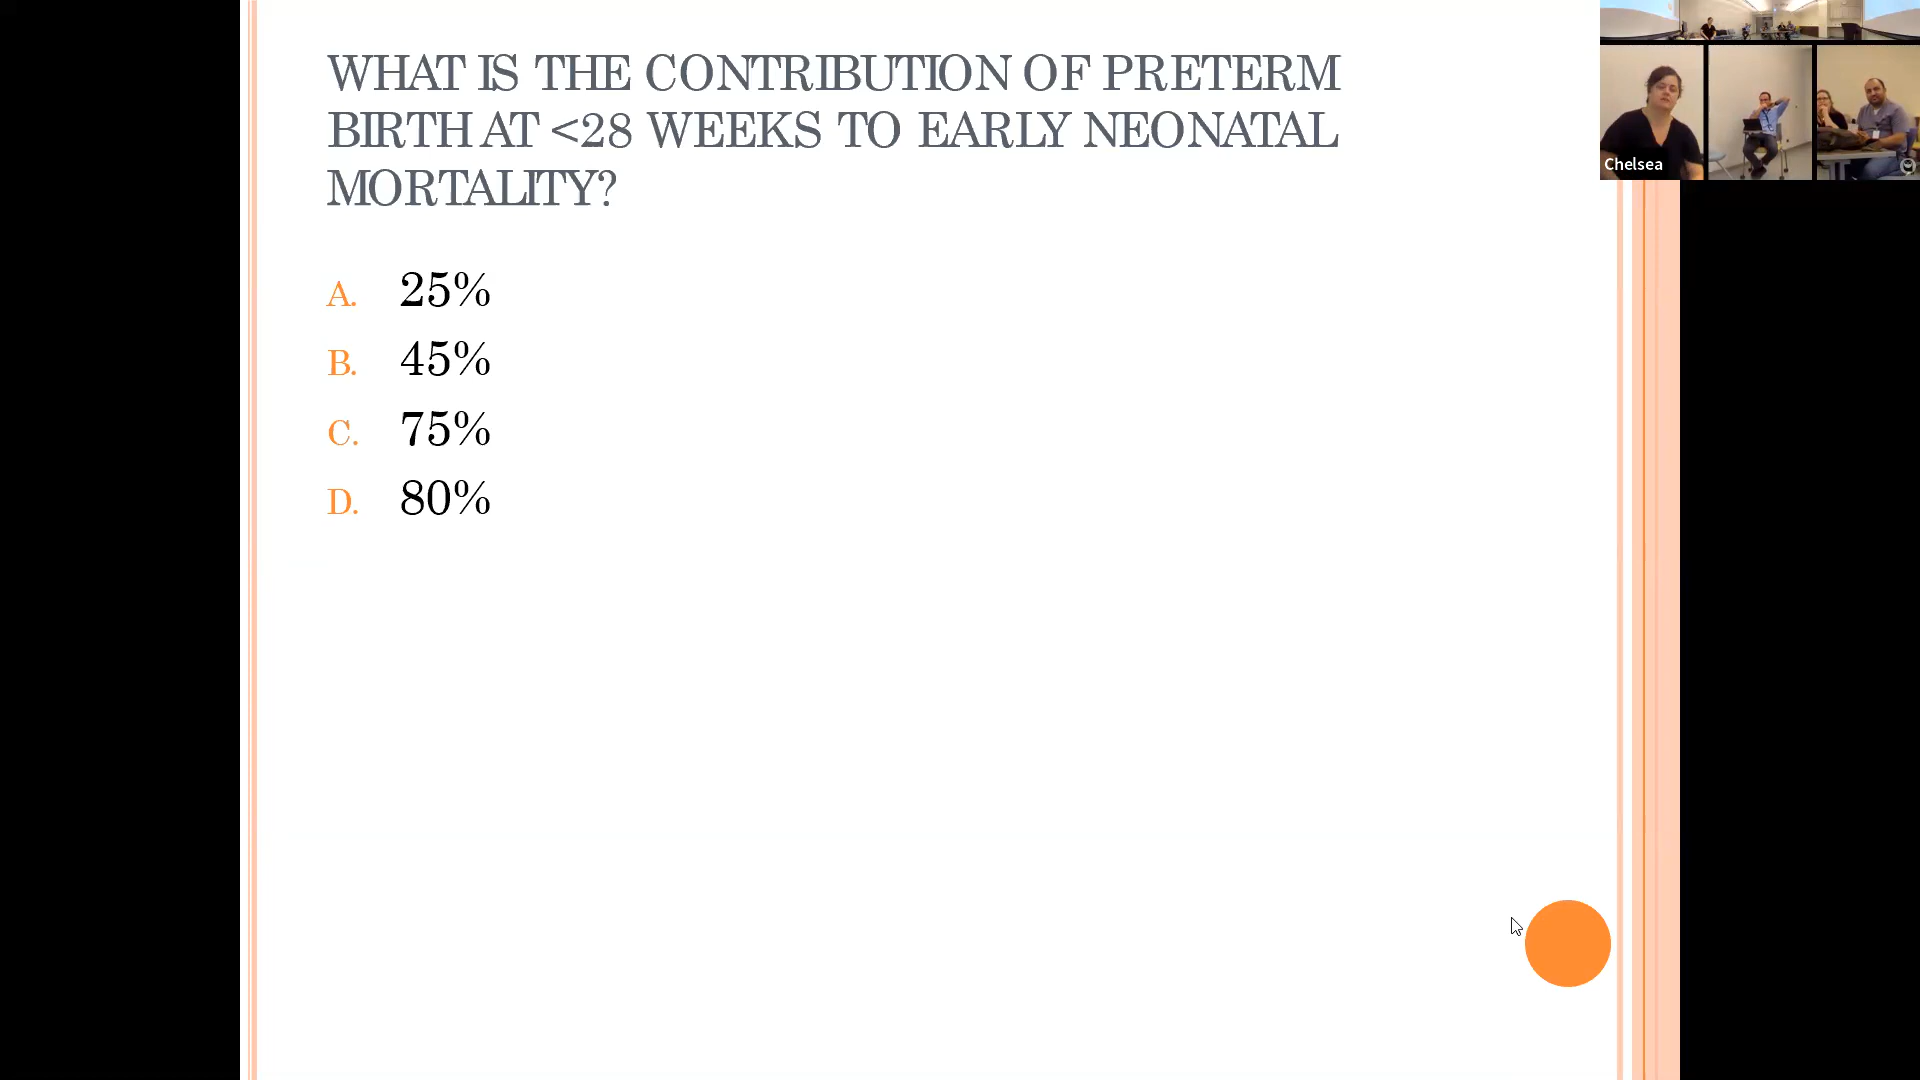 WHAT IS THE CONTRIBUTION OF PRETERM
BIRTH AT <28 WEEKS TO EARLY NEONATAL
MORTALITY?
A. 25%
B. 45%
C. 75%
D. 80%
Chelsea